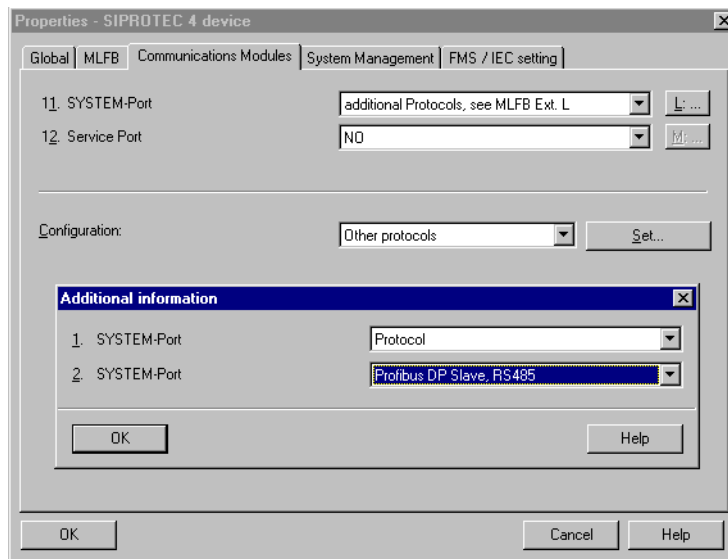 Properties - SIPROTEC 4 device
Global MLFB Communications Modules System Management FMS / IEC setting
11. SYSTEM-Port additional Protocols, see MLFB Ext. L L: ...
12. Service Port NO M: ...
Configuration: Other protocols Set...
Additional information
1. SYSTEM-Port Protocol
2. SYSTEM-Port Profibus DP Slave, RS485
OK Help
OK Cancel Help